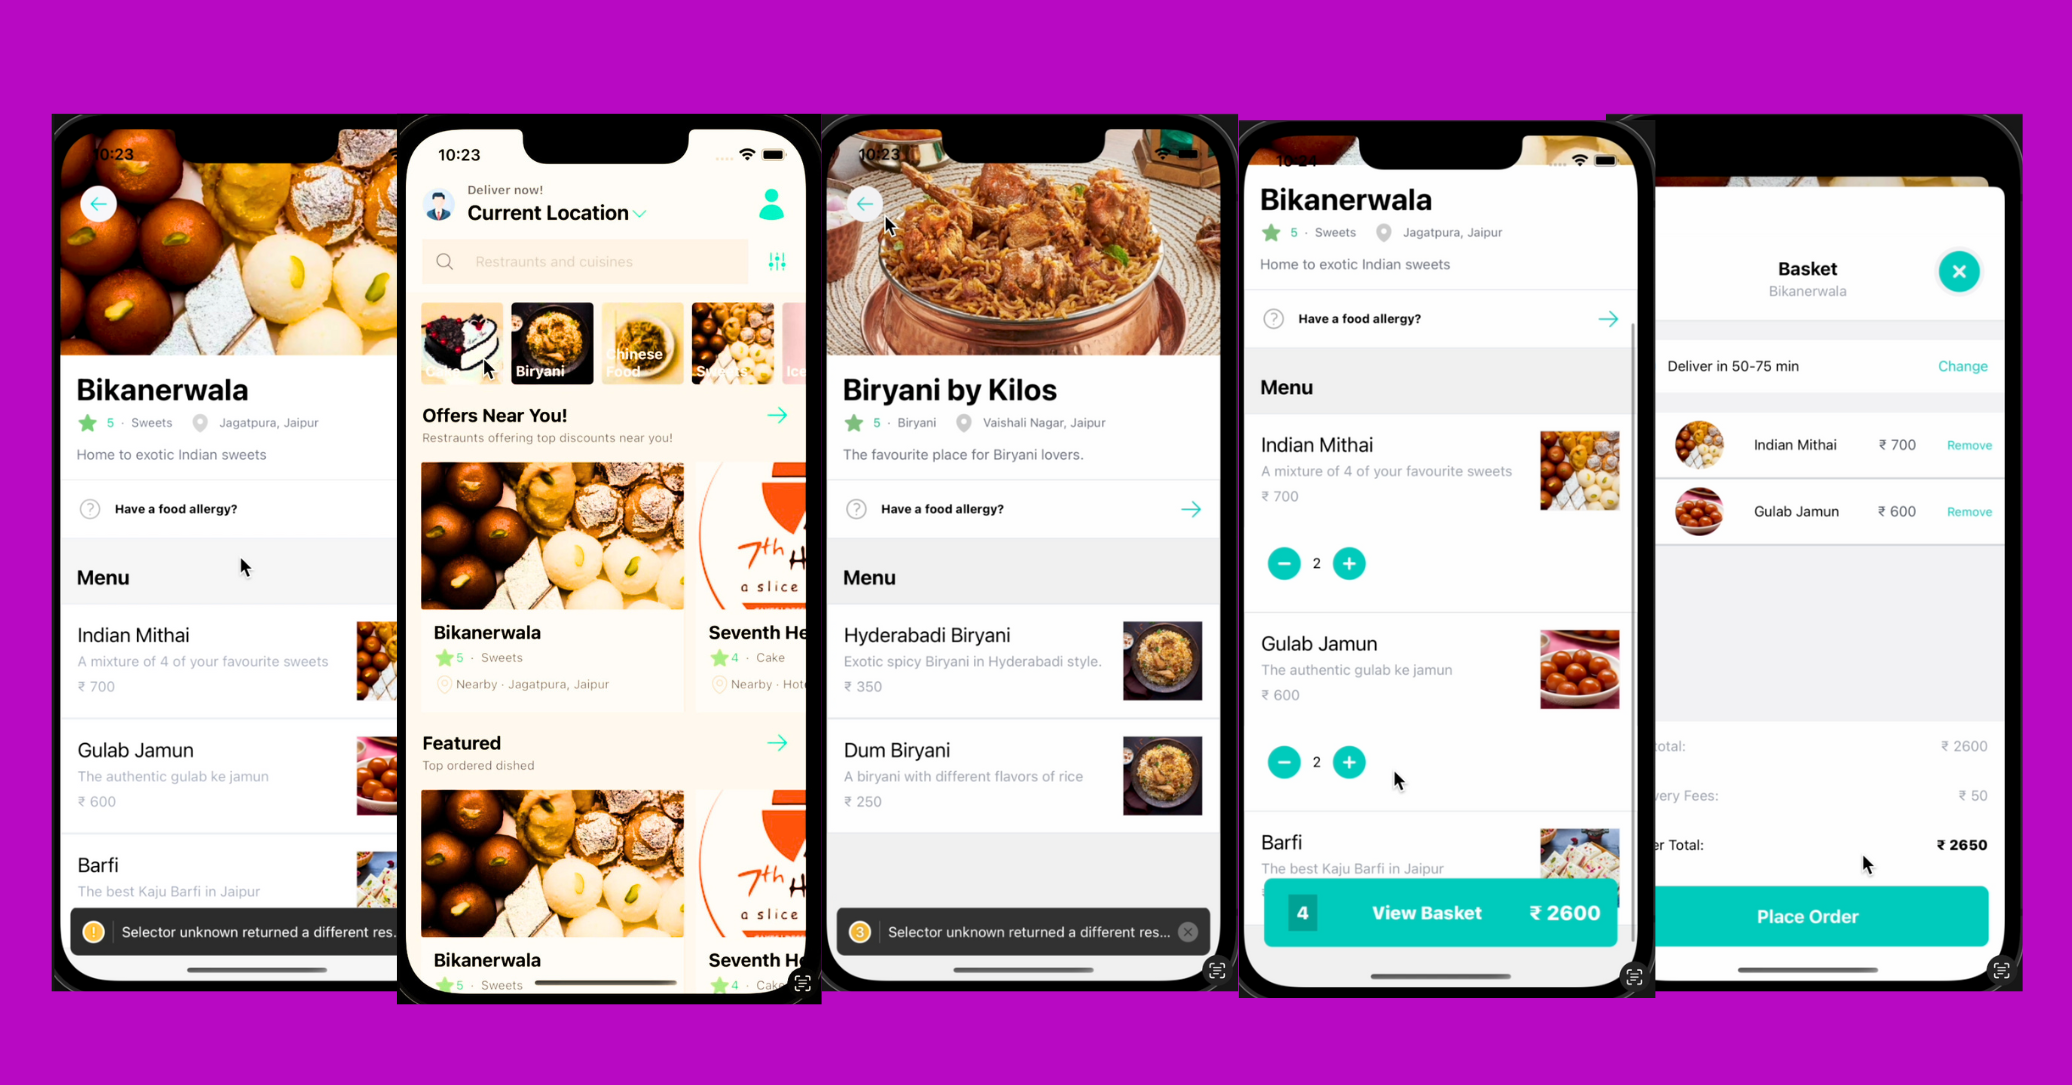 10:23
Bikanerwala
5 · Sweets Jagatpura, Jaipur
Home to exotic Indian sweets
? Have a food allergy?
Menu
Indian Mithai
A mixture of 4 of your favourite sweets
₹ 700
Gulab Jamun
The authentic gulab ke jamun
₹ 600
Barfi
The best Kaju Barfi in Jaipur
! Selector unknown returned a different res.
10:23
Deliver now!
Current Location
Restraunts and cuisines
Cake
Biryani
Chinese
Food
Sweets
Ice
Offers Near You!
Restraunts offering top discounts near you!
7th H
a slice
Bikanerwala
5 · Sweets
Nearby · Jagatpura, Jaipur
Seventh He
4 · Cake
Nearby · Hot
Featured
Top ordered dished
7th H
a slice
Bikanerwala
5 · Sweets
Seventh He
4 · Cake
10:23
Biryani by Kilos
5 · Biryani Vaishali Nagar, Jaipur
The favourite place for Biryani lovers.
? Have a food allergy?
Menu
Hyderabadi Biryani
Exotic spicy Biryani in Hyderabadi style.
₹ 350
Dum Biryani
A biryani with different flavors of rice
₹ 250
3 Selector unknown returned a different res...
10:24
Bikanerwala
5 · Sweets Jagatpura, Jaipur
Home to exotic Indian sweets
? Have a food allergy?
Menu
Indian Mithai
A mixture of 4 of your favourite sweets
₹ 700
2
Gulab Jamun
The authentic gulab ke jamun
₹ 600
2
Barfi
The best Kaju Barfi in Jaipur
4 View Basket ₹ 2600
Basket
Bikanerwala
Deliver in 50-75 min Change
Indian Mithai ₹ 700 Remove
Gulab Jamun ₹ 600 Remove
total: ₹ 2600
very Fees: ₹ 50
er Total: ₹ 2650
Place Order